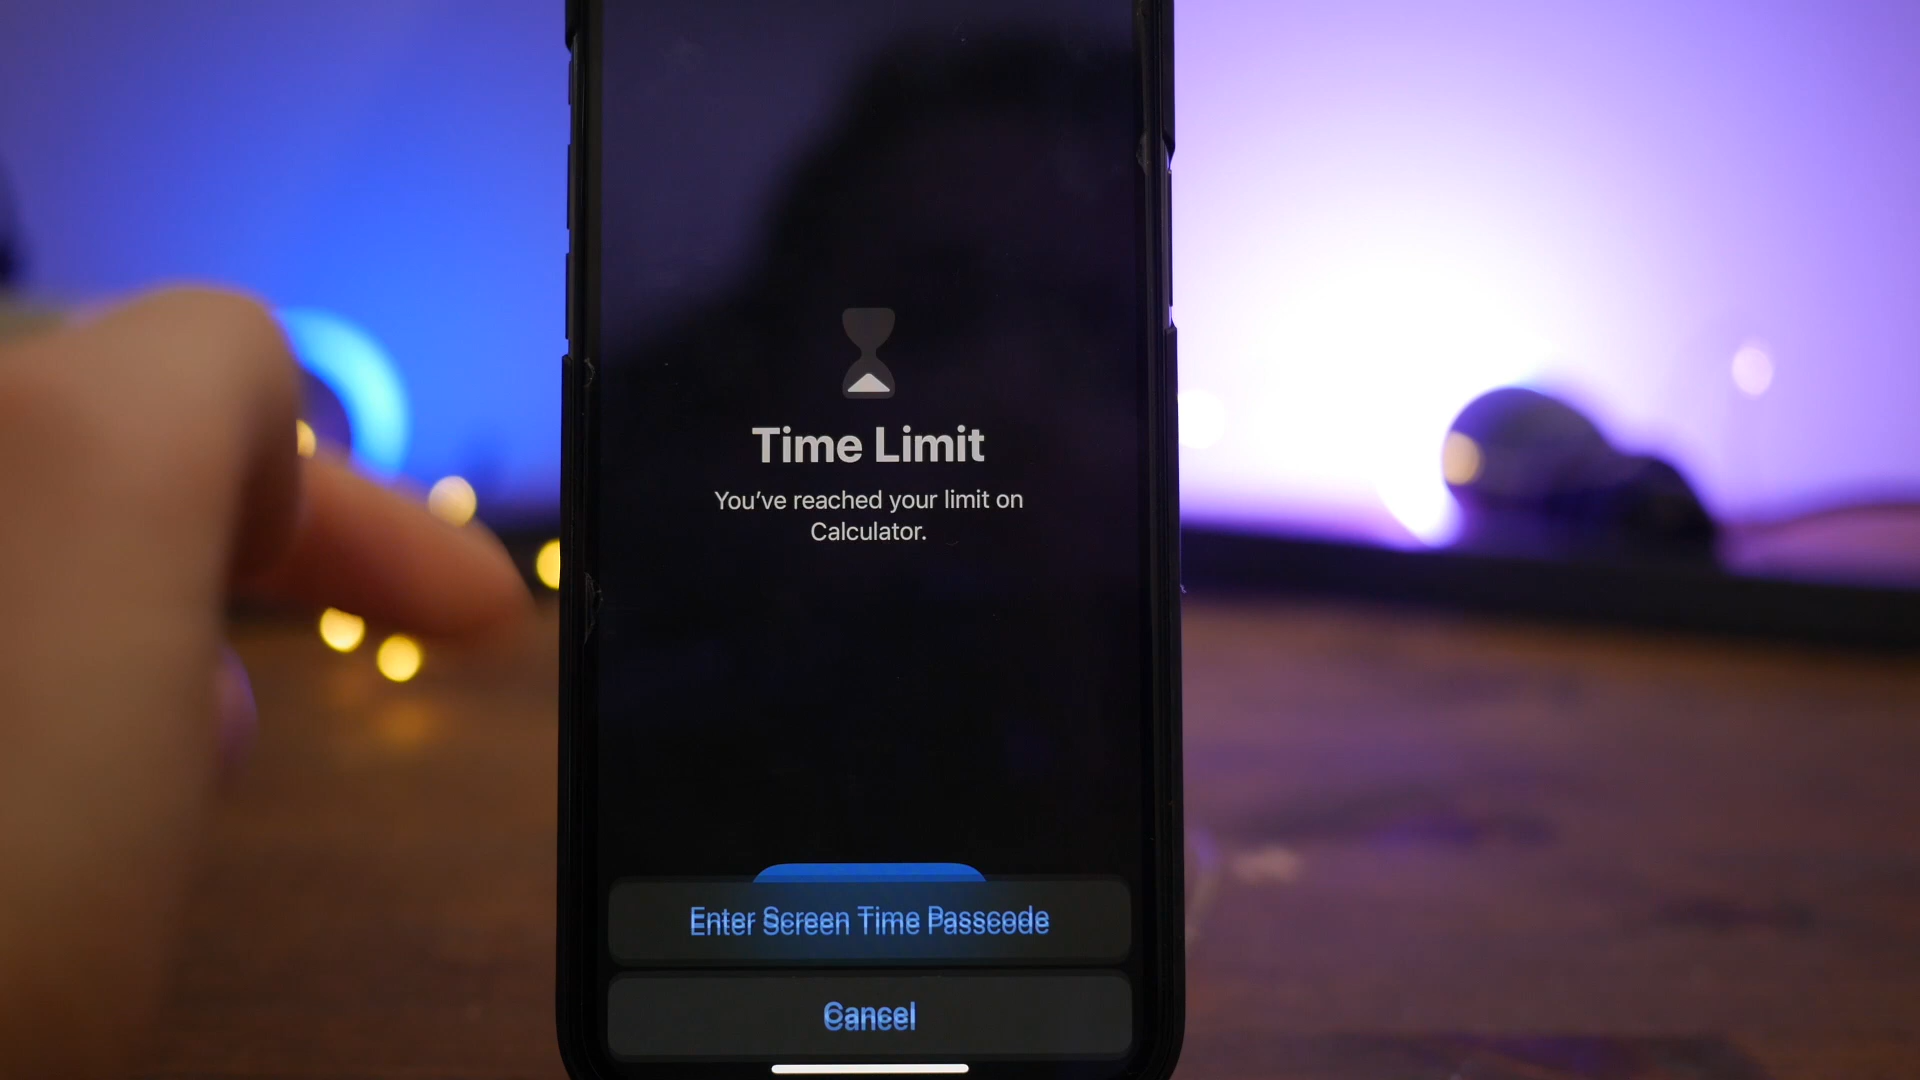 Time Limit
You’ve reached your limit on
Calculator.
Enter Screen Time Passcode
Cancel